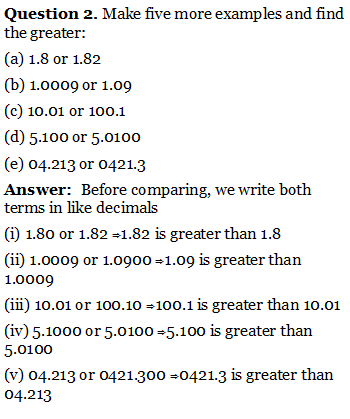 Question 2. Make five more examples and find
the greater:
(a) 1.8 or 1.82
(b) 1.0009 or 1.09
(c) 10.01 or 100.1
(d) 5.100 or 5.0100
(e) 04.213 or 0421.3
Answer: Before comparing, we write both
terms in like decimals
(i) 1.80 or 1.82 ⇒1.82 is greater than 1.8
(ii) 1.0009 or 1.0900 ⇒1.09 is greater than
1.0009
(iii) 10.01 or 100.10 ⇒100.1 is greater than 10.01
(iv) 5.1000 or 5.0100 ⇒5.100 is greater than
5.0100
(v) 04.213 or 0421.300 ⇒0421.3 is greater than
04.213